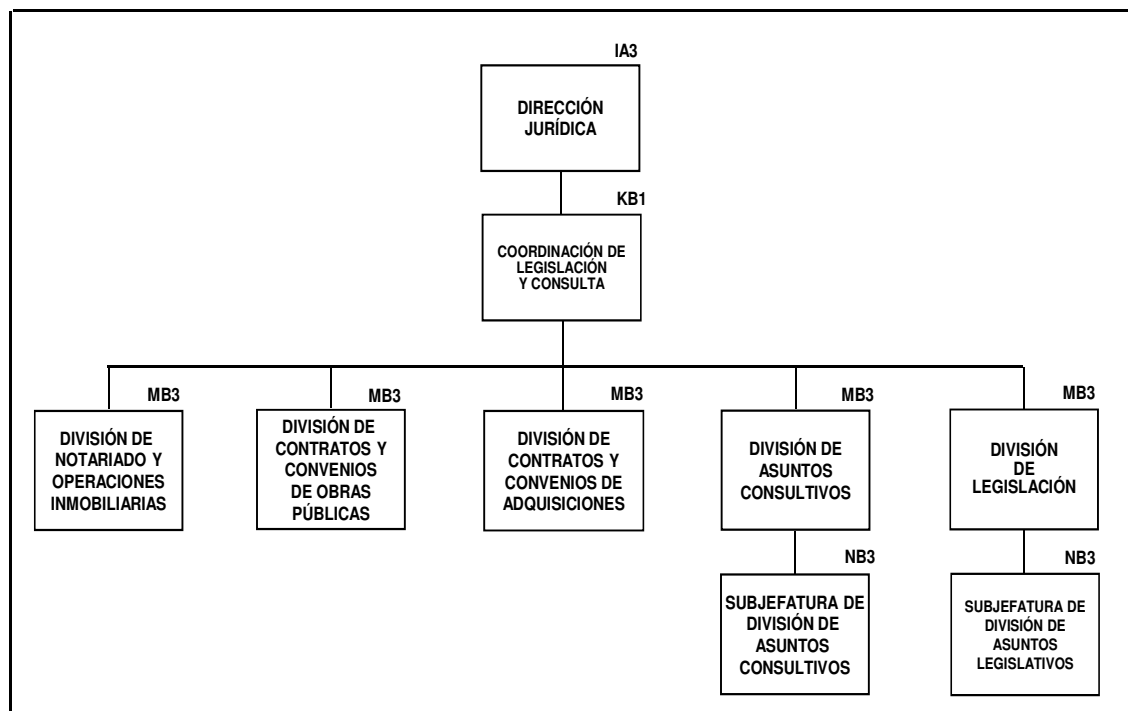 IA3
DIRECCIÓN
JURÍDICA
KB1
COORDINACIÓN DE
LEGISLACIÓN
Y CONSULTA
MB3
DIVISIÓN DE
NOTARIADO Y
OPERACIONES
INMOBILIARIAS
MB3
DIVISIÓN DE
CONTRATOS Y
CONVENIOS
DE OBRAS
PÚBLICAS
MB3
DIVISIÓN DE
CONTRATOS Y
CONVENIOS DE
ADQUISICIONES
MB3
DIVISIÓN DE
ASUNTOS
CONSULTIVOS
MB3
DIVISIÓN
DE
LEGISLACIÓN
NB3
SUBJEFATURA DE
DIVISIÓN DE
ASUNTOS
CONSULTIVOS
NB3
SUBJEFATURA DE
DIVISIÓN DE
ASUNTOS
LEGISLATIVOS